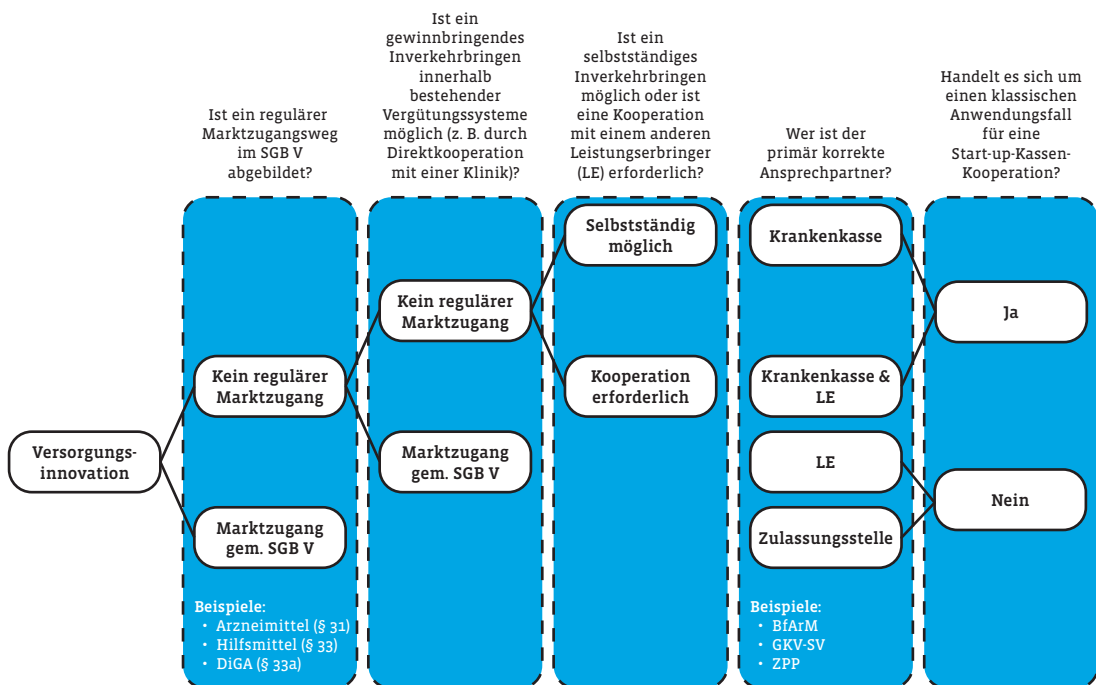 Ist ein regulärer
Marktzugangsweg
im SGB V
abgebildet?
Ist ein
gewinnbringendes
Inverkehrbringen
innerhalb
bestehender
Vergütungssysteme
möglich (z. B. durch
Direktkooperation
mit einer Klinik)?
Ist ein
selbstständiges
Inverkehrbringen
möglich oder ist
eine Kooperation
mit einem anderen
Leistungserbringer
(LE) erforderlich?
Wer ist der
primär korrekte
Ansprechpartner?
Handelt es sich um
einen klassischen
Anwendungsfall
für eine
Start-up-Kassen-
Kooperation?
Versorgungs-
innovation
Kein regulärer
Marktzugang
Marktzugang
gem. SGB V
Beispiele:
• Arzneimittel (§ 31)
• Hilfsmittel (§ 33)
• DiGA (§ 33a)
Kein regulärer
Marktzugang
Marktzugang
gem. SGB V
Selbstständig
möglich
Kooperation
erforderlich
Krankenkasse
Krankenkasse &
LE
LE
Zulassungsstelle
Beispiele:
• BfArM
• GKV-SV
• ZPP
Ja
Nein